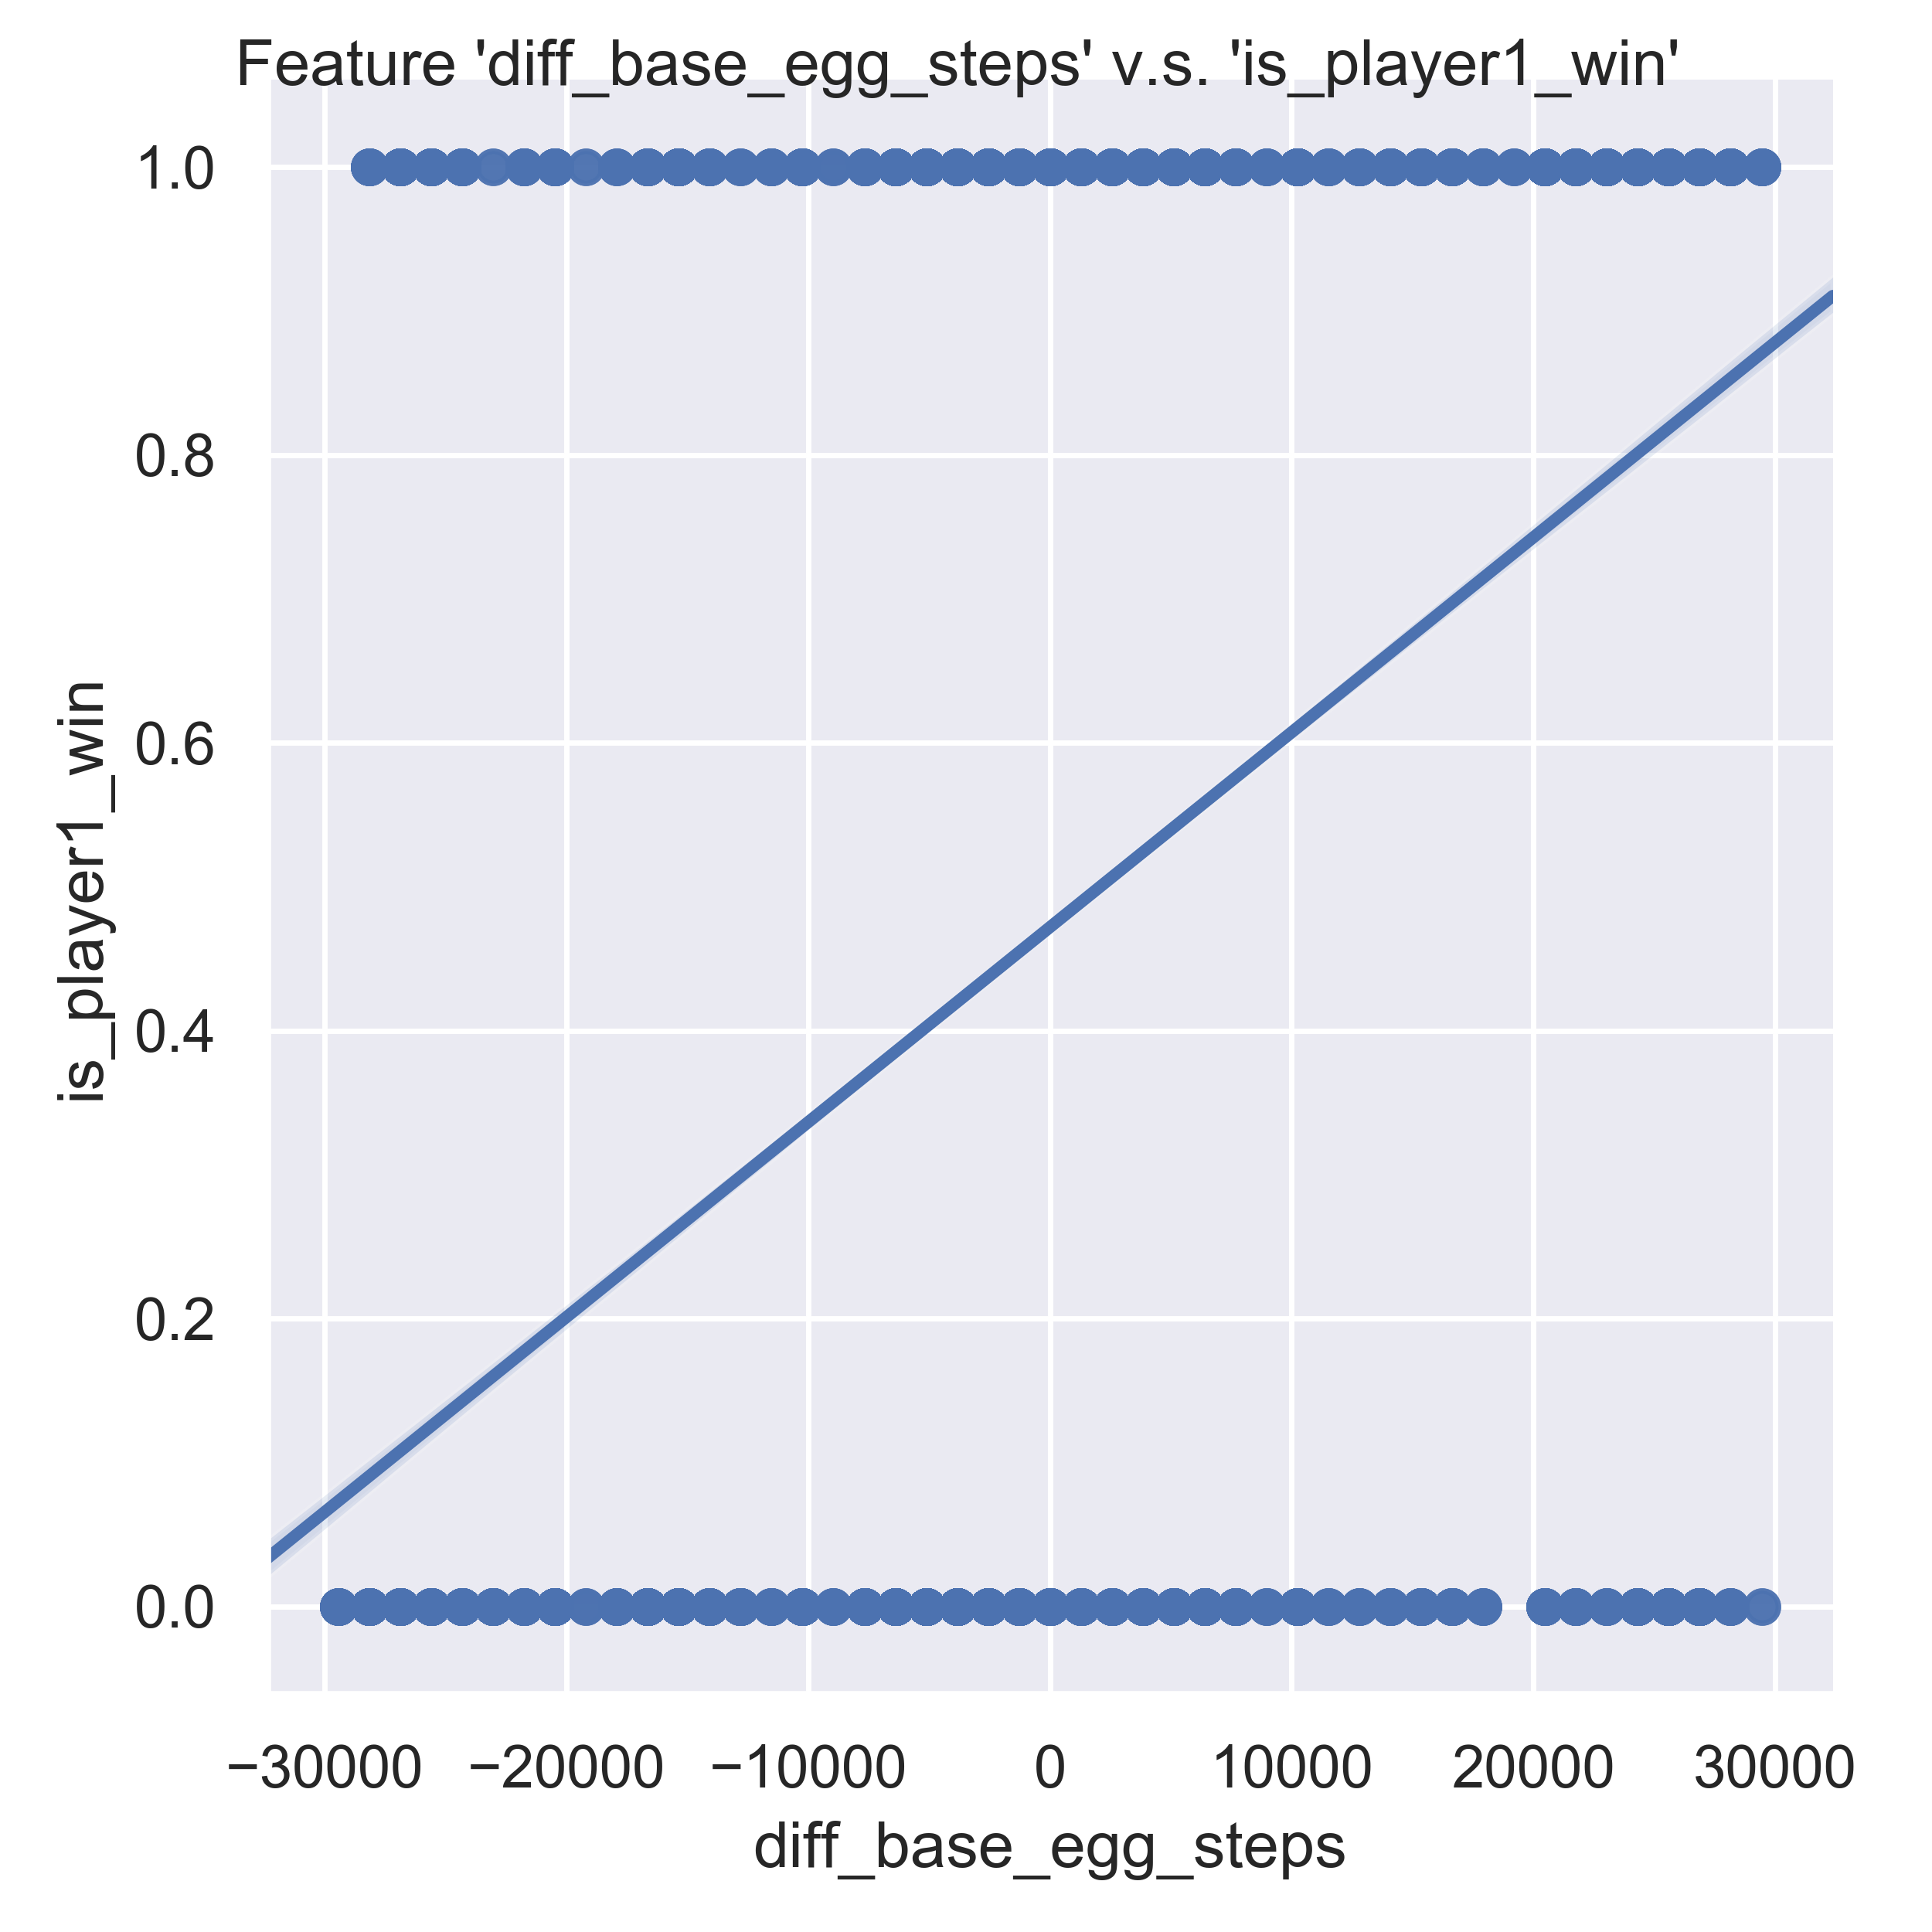 Feature 'diff_base_egg_steps' v.s. 'is_player1_win'
1.0
0.8
0.6
0.4
0.2
0.0
is_player1_win
−30000 −20000 −10000 0 10000 20000 30000
diff_base_egg_steps